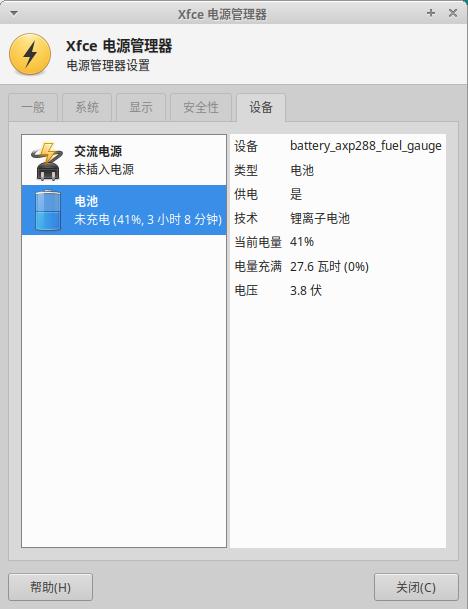 Xfce 电源管理器
Xfce 电源管理器
电源管理器设置
一般 系统 显示 安全性 设备
交流电源
未插入电源
电池
未充电 (41%, 3 小时 8 分钟)
设备 battery_axp288_fuel_gauge
类型 电池
供电 是
技术 锂离子电池
当前电量 41%
电量充满 27.6 瓦时 (0%)
电压 3.8 伏
帮助(H) 关闭(C)